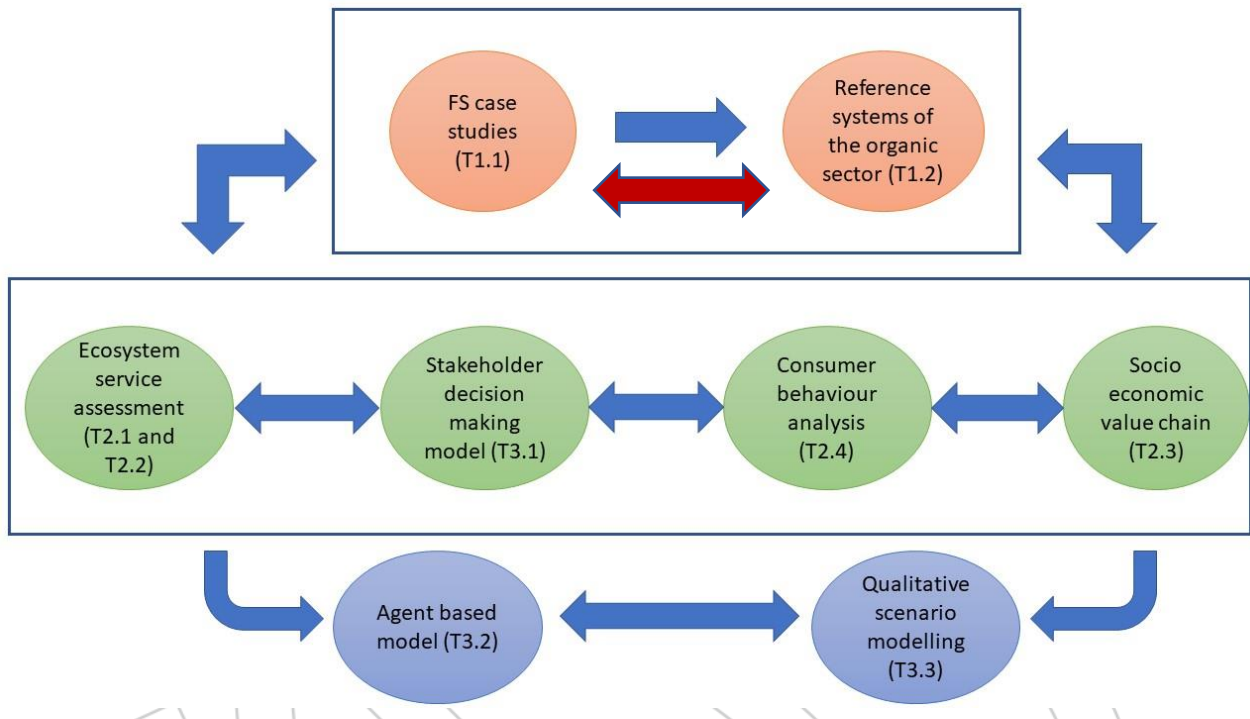 FS case
studies
(T1.1)
Reference
systems of
the organic
sector (T1.2)
Ecosystem
service
assessment
(T2.1 and
T2.2)
Stakeholder
decision
making
model (T3.1)
Consumer
behaviour
analysis
(T2.4)
Socio
economic
value chain
(T2.3)
Agent based
model (T3.2)
Qualitative
scenario
modelling
(T3.3)